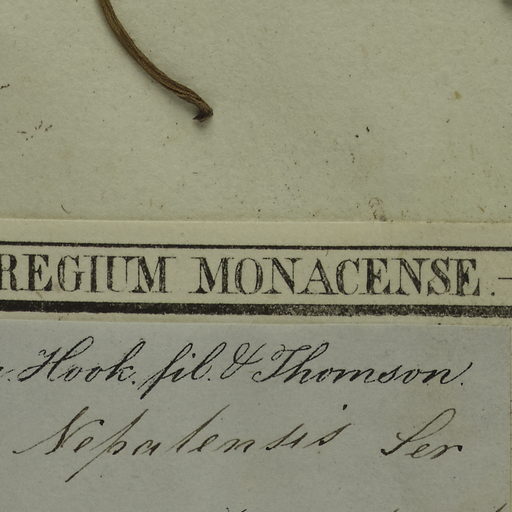 REGIUM MONACENSE.
Hook. fil. & Thomson.
Nepalensis Ser